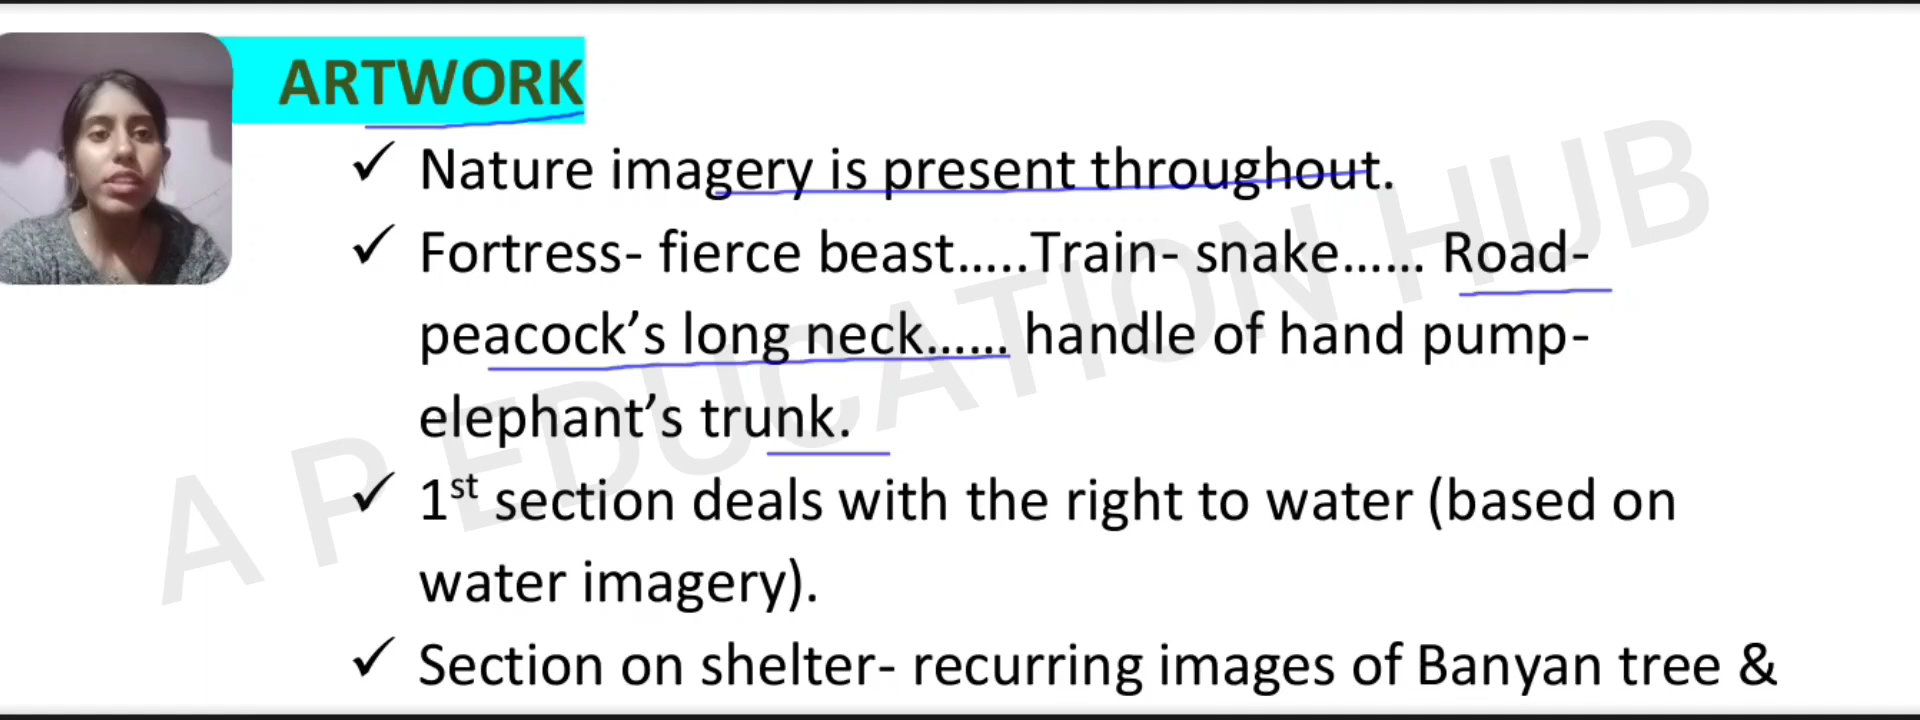 ARTWORK
✓ Nature imagery is present throughout.
✓ Fortress- fierce beast.....Train- snake...... Road-
peacock’s long neck...... handle of hand pump-
elephant’s trunk.
✓ 1st section deals with the right to water (based on
water imagery).
✓ Section on shelter- recurring images of Banyan tree &
A P EDUCATION HUB